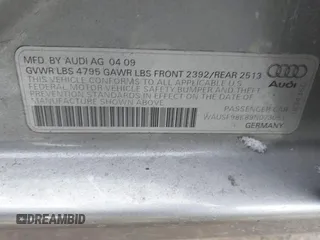 MFD. BY AUDI AG 04 09
GVWR LBS 4795 GAWR LBS FRONT 2392/REAR 2513
THIS VEHICLE CONFORMS TO ALL APPLICABLE
FEDERAL MOTOR VEHICLE SAFETY, BUMPER, AND THEFT
PREVENTION STANDARDS IN EFFECT ON THE DATE OF
MANUFACTURE SHOWN ABOVE.
Audi
PASSENGER CAR
GERMANY
DREAMBID